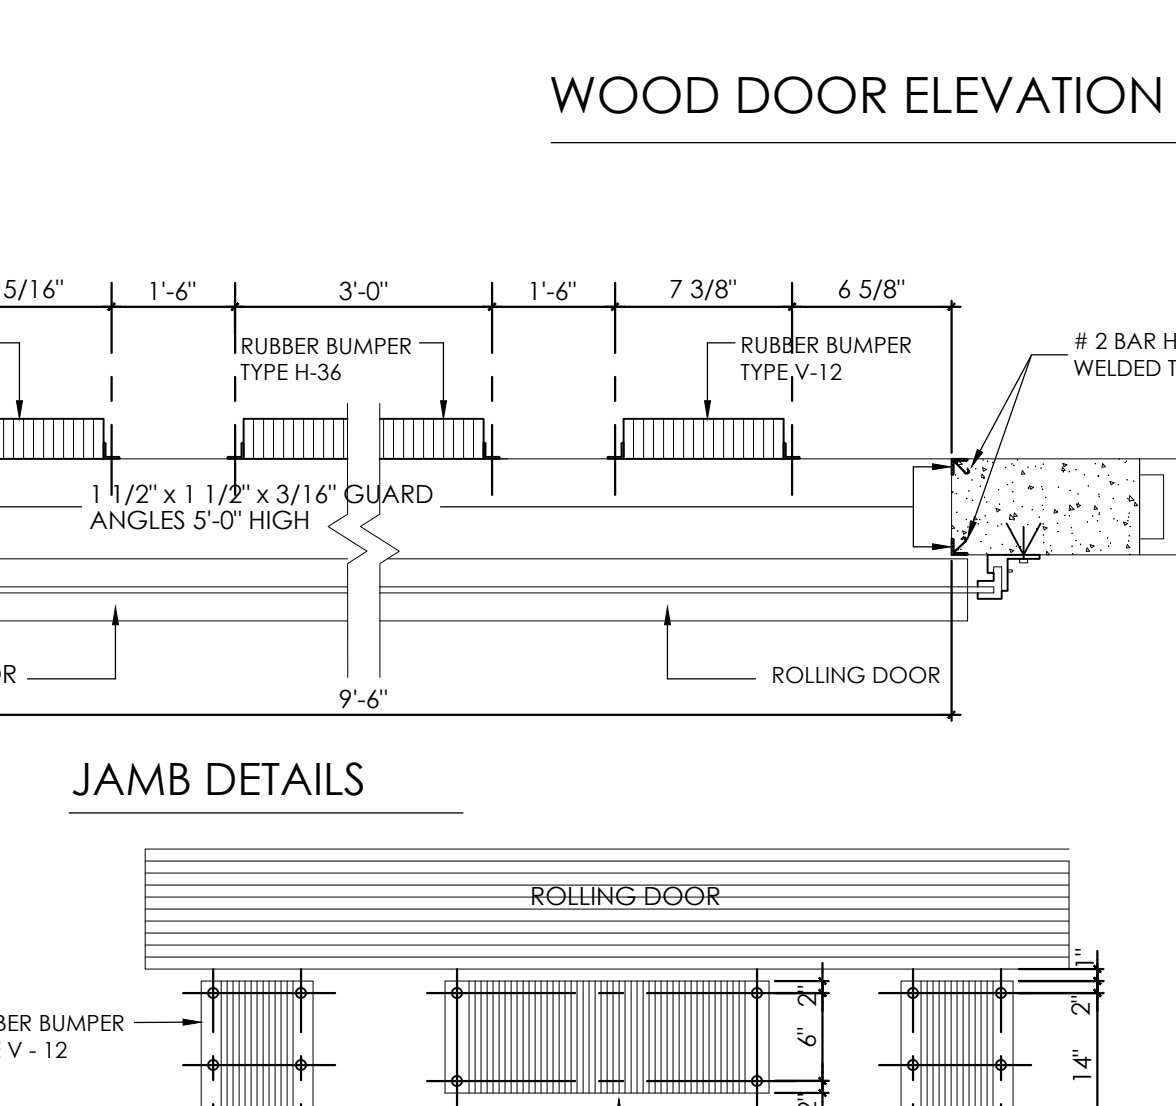 WOOD DOOR ELEVATION
5/16" 1'-6" 3'-0" 1'-6" 7 3/8" 6 5/8"
RUBBER BUMPER
TYPE H-36
RUBBER BUMPER
TYPE V-12
# 2 BAR H
WELDED T
1 1/2" x 1 1/2" x 3/16" GUARD
ANGLES 5'-0" HIGH
ROLLING DOOR
9'-6"
JAMB DETAILS
ROLLING DOOR
1"
2"
2"
6"
14"
BER BUMPER
V - 12